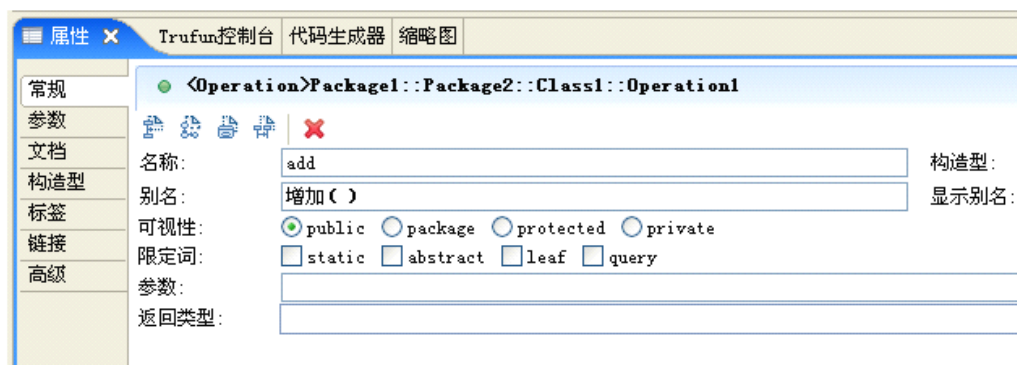 属性 Trufun控制台 代码生成器 缩略图
<Operation>Package1::Package2::Class1::Operation1
常规
参数
文档
构造型
标签
链接
高级
名称: add 构造型:
别名: 增加( ) 显示别名:
可视性: public package protected private
限定词: static abstract leaf query
参数:
返回类型: